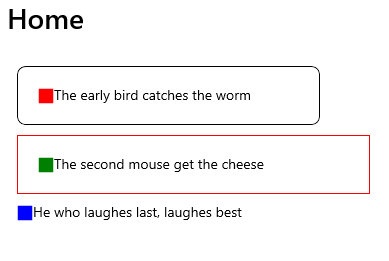 Home
The early bird catches the worm
The second mouse get the cheese
He who laughes last, laughes best